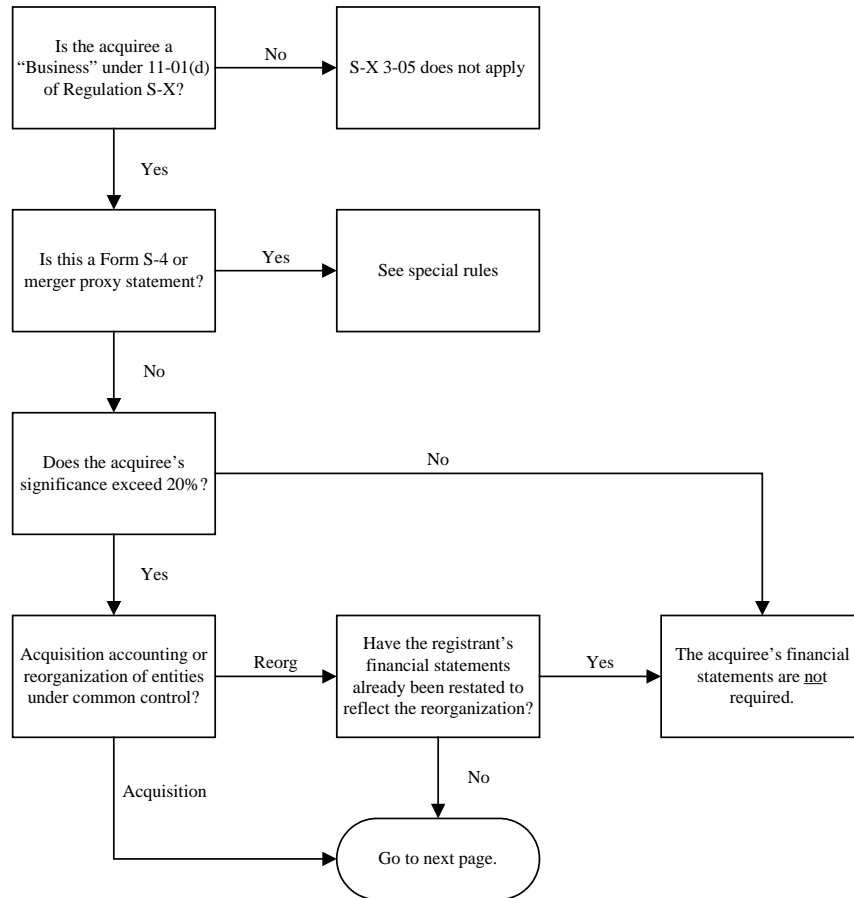 Is the acquiree a
“Business” under 11-01(d)
of Regulation S-X?
No
S-X 3-05 does not apply
Yes
Is this a Form S-4 or
merger proxy statement?
Yes
See special rules
No
Does the acquiree’s
significance exceed 20%?
No
Yes
Acquisition accounting or
reorganization of entities
under common control?
Reorg
Have the registrant’s
financial statements
already been restated to
reflect the reorganization?
Yes
The acquiree’s financial
statements are not
required.
Acquisition
No
Go to next page.